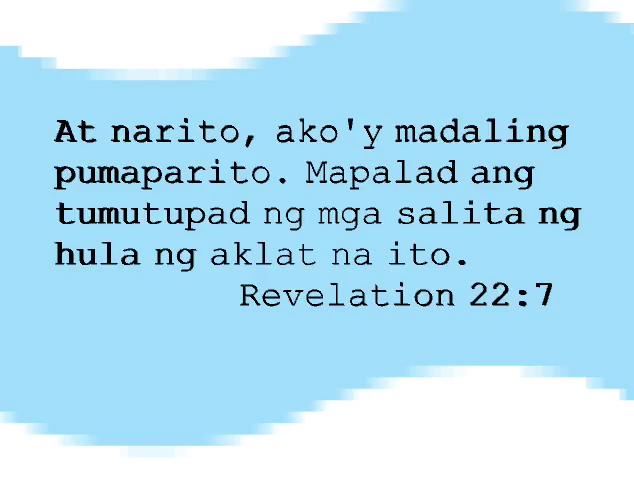 At narito, ako'y madaling
pumaparito. Mapalad ang
tumutupad ng mga salita ng
hula ng aklat na ito.
Revelation 22:7